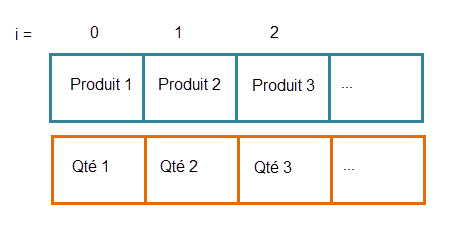 i = 0 1 2
Produit 1 Produit 2 Produit 3 ...
Qté 1 Qté 2 Qté 3 ...